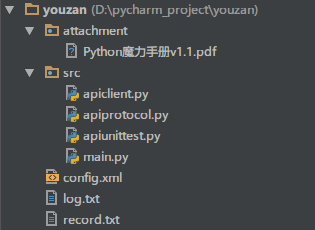 youzan (D:\pycharm_project\youzan)
attachment
Python魔力手册v1.1.pdf
src
apiclient.py
apiprotocol.py
apiunittest.py
main.py
config.xml
log.txt
record.txt